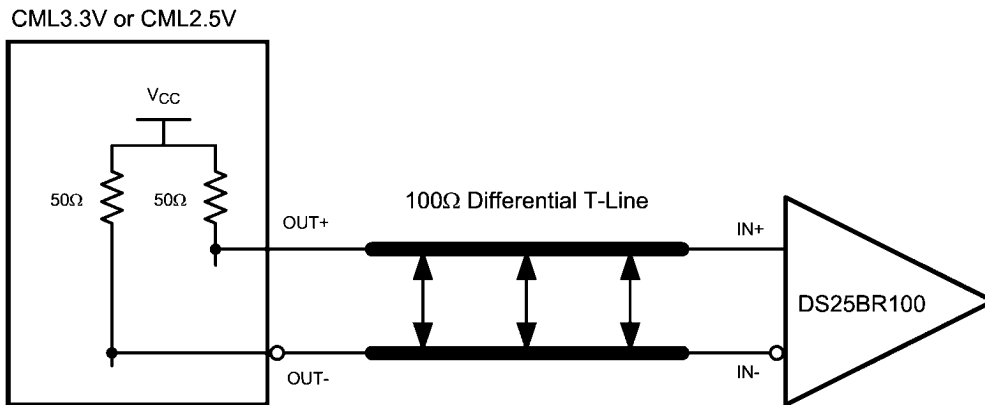 CML3.3V or CML2.5V
VCC
50Ω
50Ω
100Ω Differential T-Line
OUT+
IN+
DS25BR100
OUT-
IN-